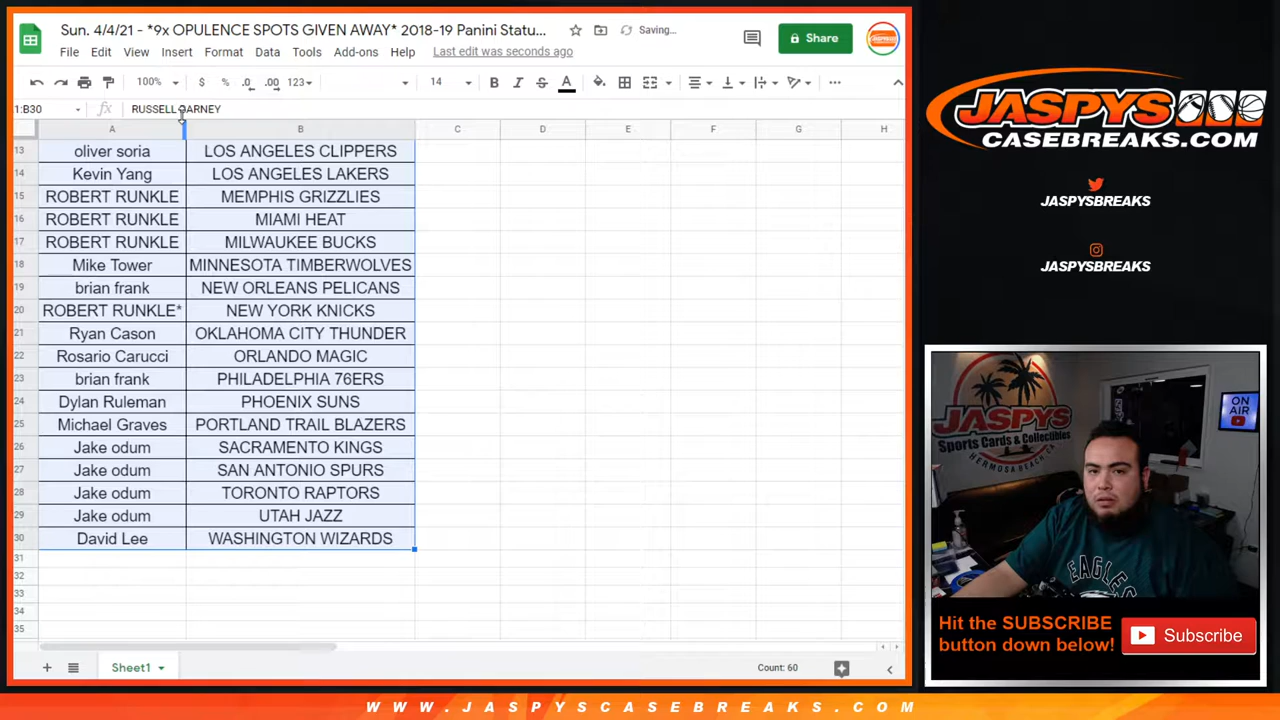 Sun. 4/4/21 - *9x OPULENCE SPOTS GIVEN AWAY* 2018-19 Panini Statu...
Saving...
Share
File Edit View Insert Format Data Tools Add-ons Help Last edit was seconds ago
100% $ % .0 .00 123 14 B I S A
1:B30 fx RUSSELL
A B C D E F G H
13 oliver soria LOS ANGELES CLIPPERS
14 Kevin Yang LOS ANGELES LAKERS
15 ROBERT RUNKLE MEMPHIS GRIZZLIES
16 ROBERT RUNKLE MIAMI HEAT
17 ROBERT RUNKLE MILWAUKEE BUCKS
18 Mike Tower MINNESOTA TIMBERWOLVES
19 brian frank NEW ORLEANS PELICANS
20 ROBERT RUNKLE* NEW YORK KNICKS
21 Ryan Cason OKLAHOMA CITY THUNDER
22 Rosario Carucci ORLANDO MAGIC
23 brian frank PHILADELPHIA 76ERS
24 Dylan Ruleman PHOENIX SUNS
25 Michael Graves PORTLAND TRAIL BLAZERS
26 Jake odum SACRAMENTO KINGS
27 Jake odum SAN ANTONIO SPURS
28 Jake odum TORONTO RAPTORS
29 Jake odum UTAH JAZZ
30 David Lee WASHINGTON WIZARDS
31
32
33
34
35
Sheet1
Count: 60
JASPYS
CASEBREAKS.COM
JASPYSBREAKS
JASPYSBREAKS
JASPYS
Sports Cards & Collectibles
HERMOSA BEACH, CA
ON
AIR
EAGLES
Hit the SUBSCRIBE
button down below!
Subscribe
WWW.JASPYSCASEBREAKS.COM